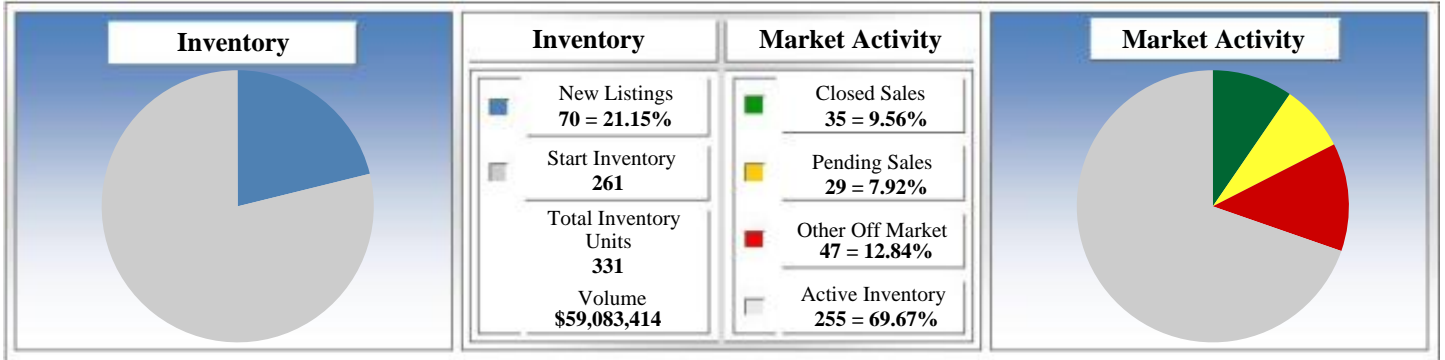 Inventory
Inventory
Market Activity
New Listings
70 = 21.15%
Start Inventory
261
Total Inventory
Units
331
Volume
$59,083,414
Closed Sales
35 = 9.56%
Pending Sales
29 = 7.92%
Other Off Market
47 = 12.84%
Active Inventory
255 = 69.67%
Market Activity